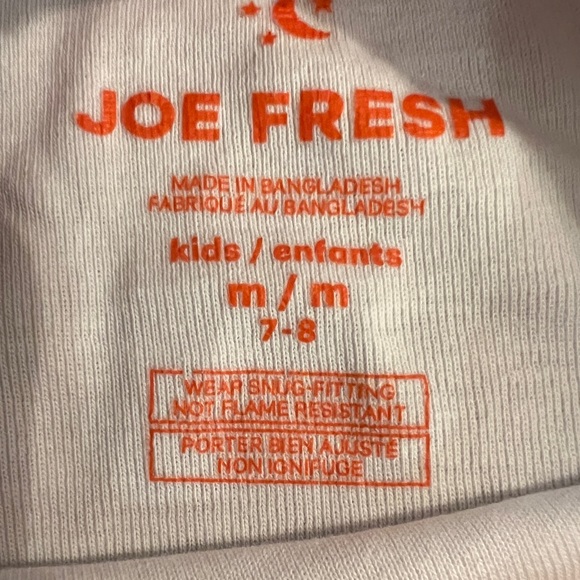 JOE FRESH
MADE IN BANGLADESH
FABRIQUÉ AU BANGLADESH
kids / enfants
m / m
7-8
WEAR SNUG-FITTING
NOT FLAME RESISTANT
PORTER BIEN AJUSTÉ
NON IGNIFUGE